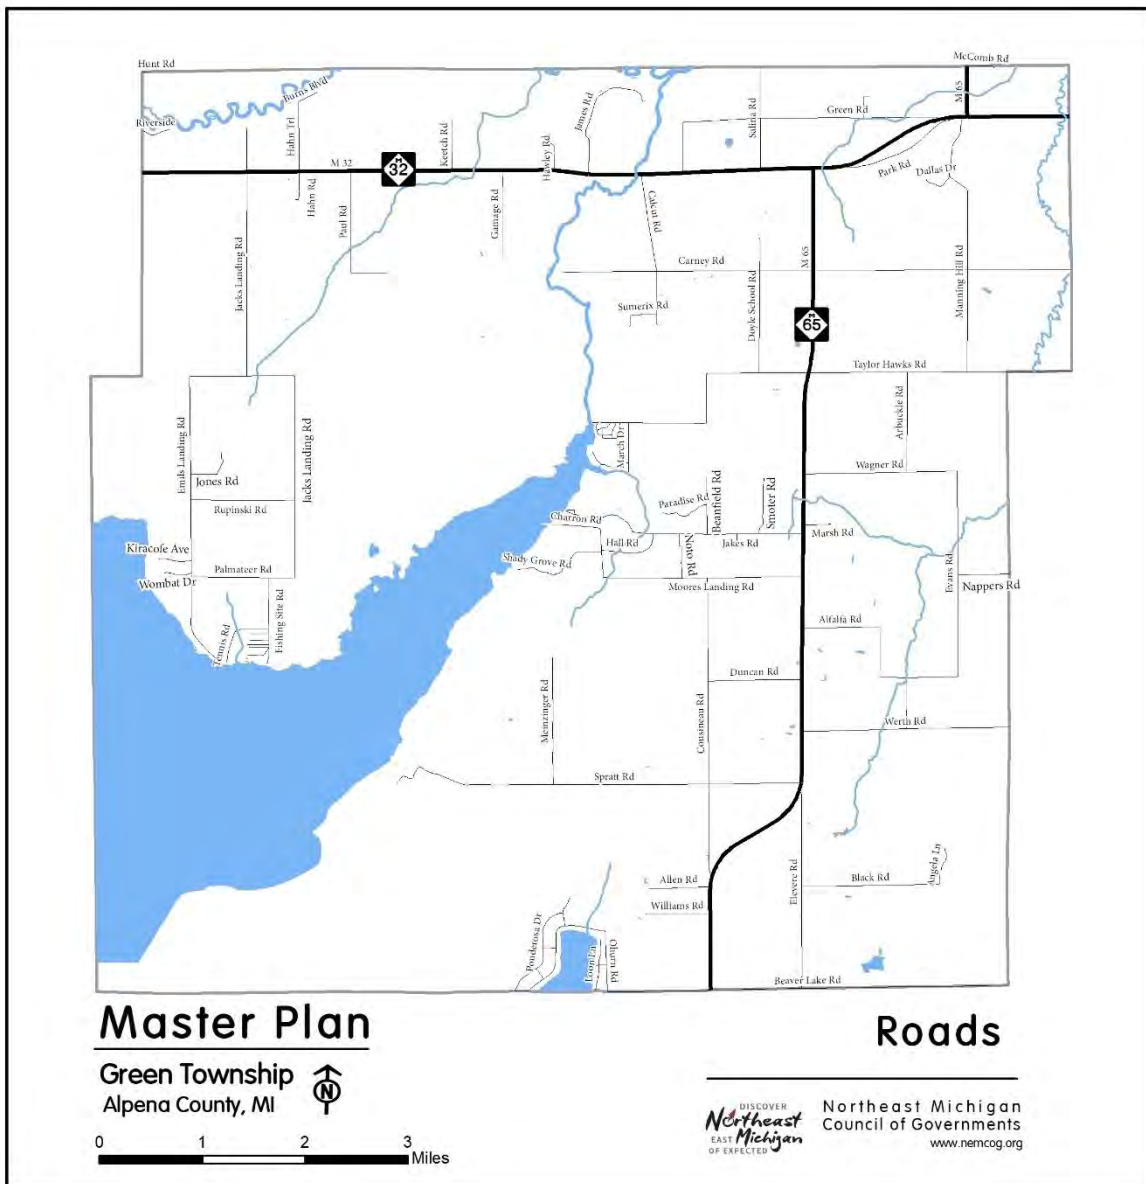 Hunt Rd
McComb Rd
Burns Blvd
M 65
Riverside
James Rd
Green Rd
Salina Rd
Hahn Trl
Keetch Rd
Hawley Rd
M 32
M
32
Park Rd
Dallas Dr
Hahn Rd
Paul Rd
Gamage Rd
Calcut Rd
Jacks Landing Rd
M 65
Carney Rd
Manning Hill Rd
Doyle School Rd
Sumerix Rd
M
65
Taylor Hawks Rd
Arbuckle Rd
Emils Landing Rd
Jacks Landing Rd
March Dr
Wagner Rd
Jones Rd
Beanfield Rd
Smoter Rd
Paradise Rd
Rupinski Rd
Charron Rd
Marsh Rd
Hall Rd
Noto Rd
Jakes Rd
Kiracofe Ave
Shady Grove Rd
Evans Rd
Palmateer Rd
Wombat Dr
Moores Landing Rd
Nappers Rd
Fishing Site Rd
Tennis Rd
Alfalfa Rd
Duncan Rd
Meinzinger Rd
Cousineau Rd
Werth Rd
Spratt Rd
Angela Ln
Allen Rd
Elevere Rd
Black Rd
Williams Rd
Ponderosa Dr
Loon Ln
Ohurn Rd
Beaver Lake Rd
Master Plan
Roads
Green Township
Alpena County, MI
N
0 1 2 3
Miles
DISCOVER
Northeast
EAST Michigan
OF EXPECTED
Northeast Michigan
Council of Governments
www.nemcog.org